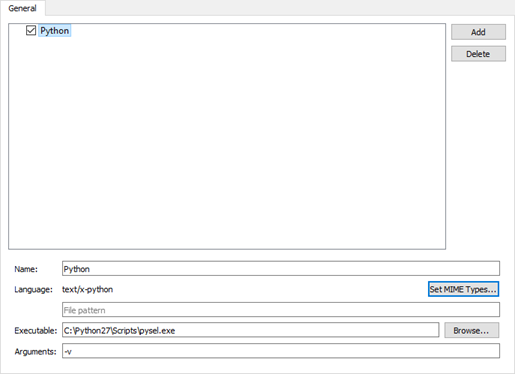 General
Python
Add
Delete
Name: Python
Language: text/x-python Set MIME Types...
File pattern
Executable: C:\Python27\Scripts\pysel.exe Browse...
Arguments: -v